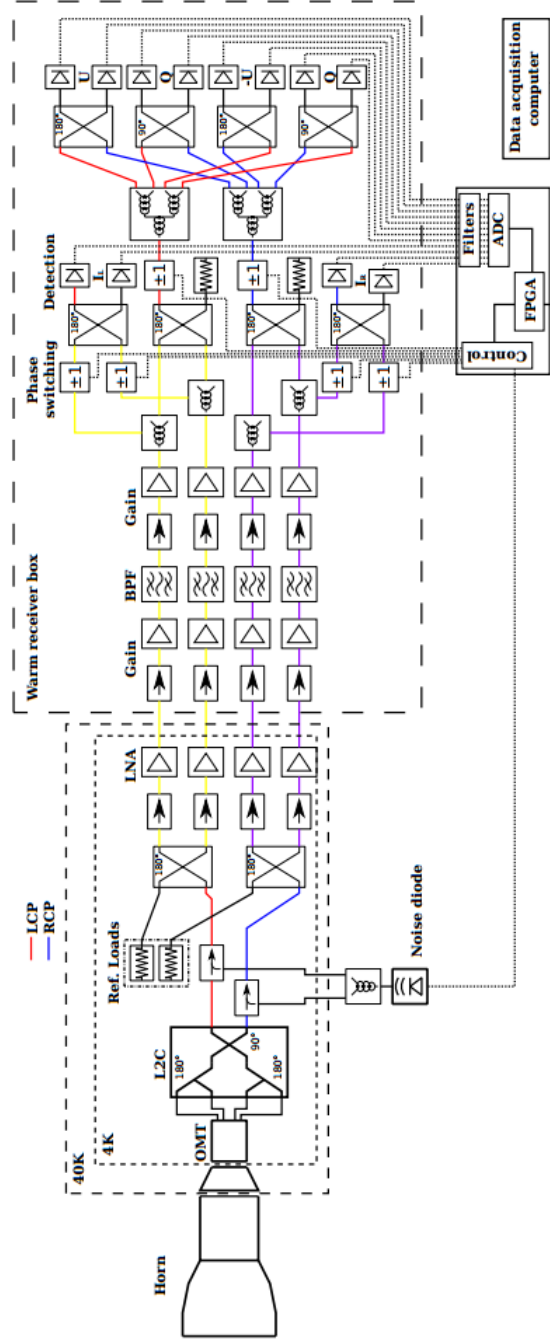 Warm receiver box
LCP
RCP
Phase
switching
Detection
40K
4K
Ref. Loads
LNA
Gain
BPF
Gain
Horn
OMT
L2C
180°
90°
180°
180°
180°
±1
±1
180°
I_L
180°
±1
180°
±1
180°
I_R
±1
±1
180°
U
90°
Q
180°
-U
90°
Q
Noise diode
Control
FPGA
Filters
ADC
Data acquisition
computer